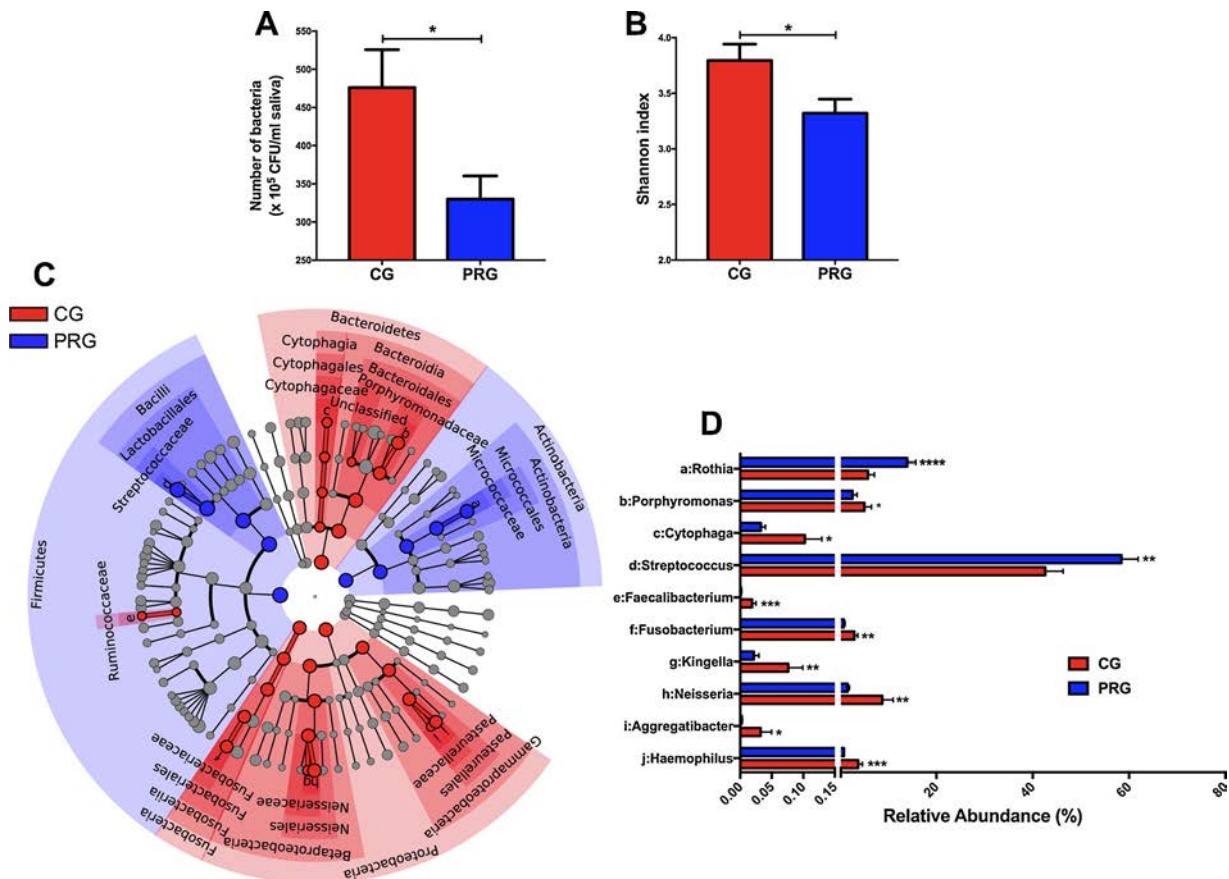 A
*
550
500
450
400
350
300
250
Number of bacteria
(x 10⁵ CFU/ml saliva)
CG
PRG
B
*
4.0
3.5
3.0
2.5
2.0
Shannon index
CG
PRG
C
CG
PRG
Bacteroidetes
Cytophagia
Bacteroidia
Cytophagales
Bacteroidales
Cytophagaceae
Porphyromonadaceae
Unclassified
c
b
Bacilli
Lactobacillales
Streptococcaceae
d
Actinobacteria
Actinobacteria
Micrococcales
Micrococcaceae
a
Firmicutes
Ruminococcaceae
e
Fusobacteriaceae
Fusobacteriales
Fusobacteriia
Fusobacteria
f
Neisseriaceae
Neisseriales
Betaproteobacteria
hg
Proteobacteria
Gammaproteobacteria
Pasteurellales
Pasteurellaceae
D
a:Rothia
****
b:Porphyromonas
*
c:Cytophaga
*
d:Streptococcus
**
e:Faecalibacterium
***
f:Fusobacterium
**
g:Kingella
**
h:Neisseria
**
i:Aggregatibacter
*
j:Haemophilus
***
CG
PRG
0.00
0.05
0.10
0.15
20
40
60
80
Relative Abundance (%)